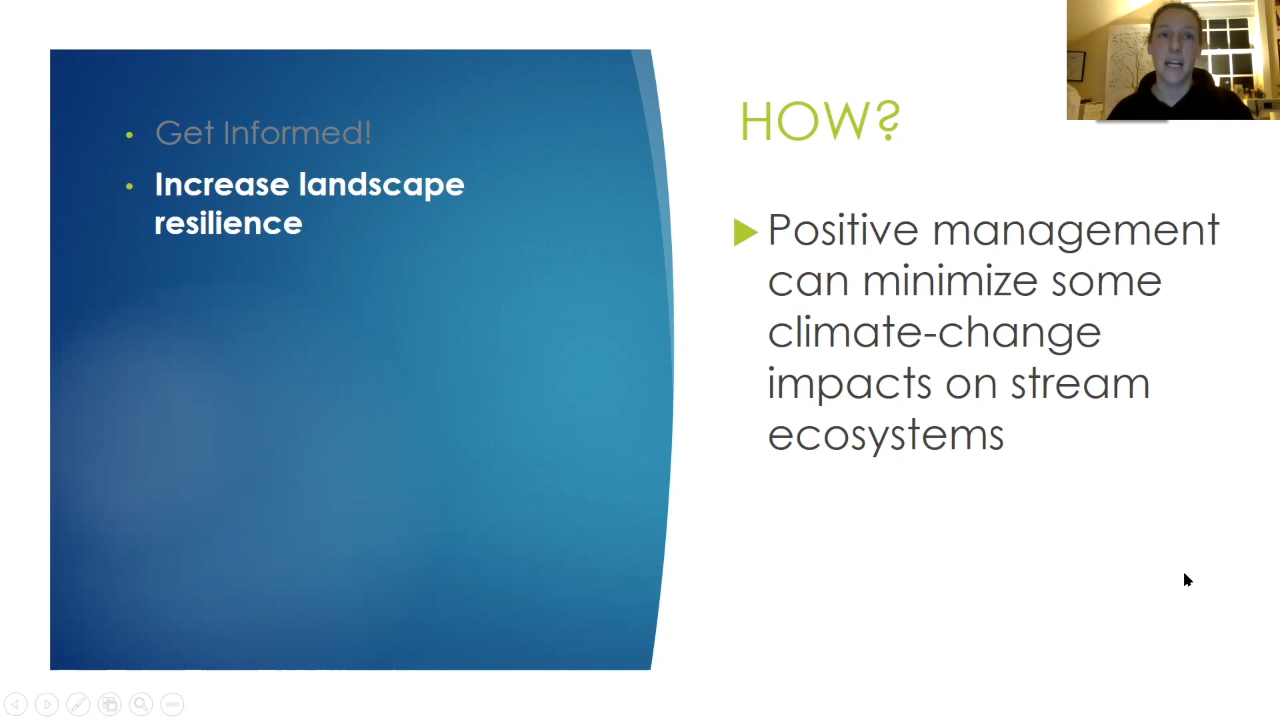 Get Informed!
Increase landscape
resilience
HOW?
Positive management
can minimize some
climate-change
impacts on stream
ecosystems